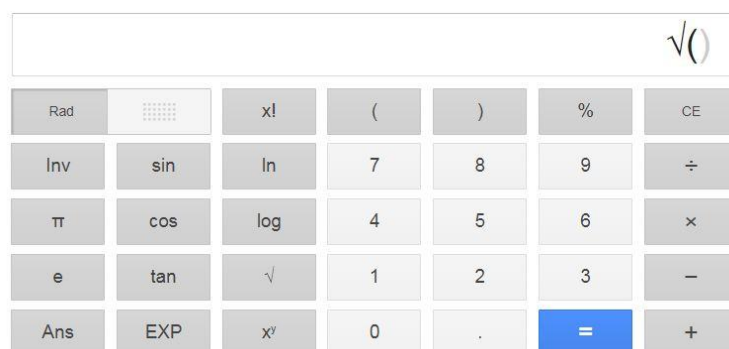 √()
Rad x! ( ) % CE
Inv sin ln 7 8 9 ÷
π cos log 4 5 6 ×
e tan √ 1 2 3 −
Ans EXP xʸ 0 . = +